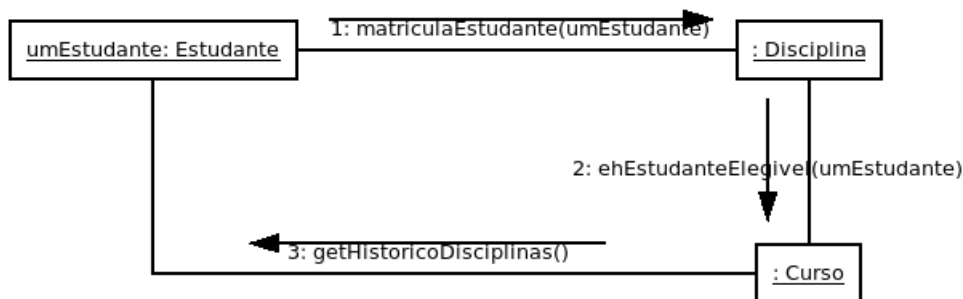 1: matriculaEstudante(umEstudante)
umEstudante: Estudante
: Disciplina
2: ehEstudanteElegivel(umEstudante)
3: getHistoricoDisciplinas()
: Curso